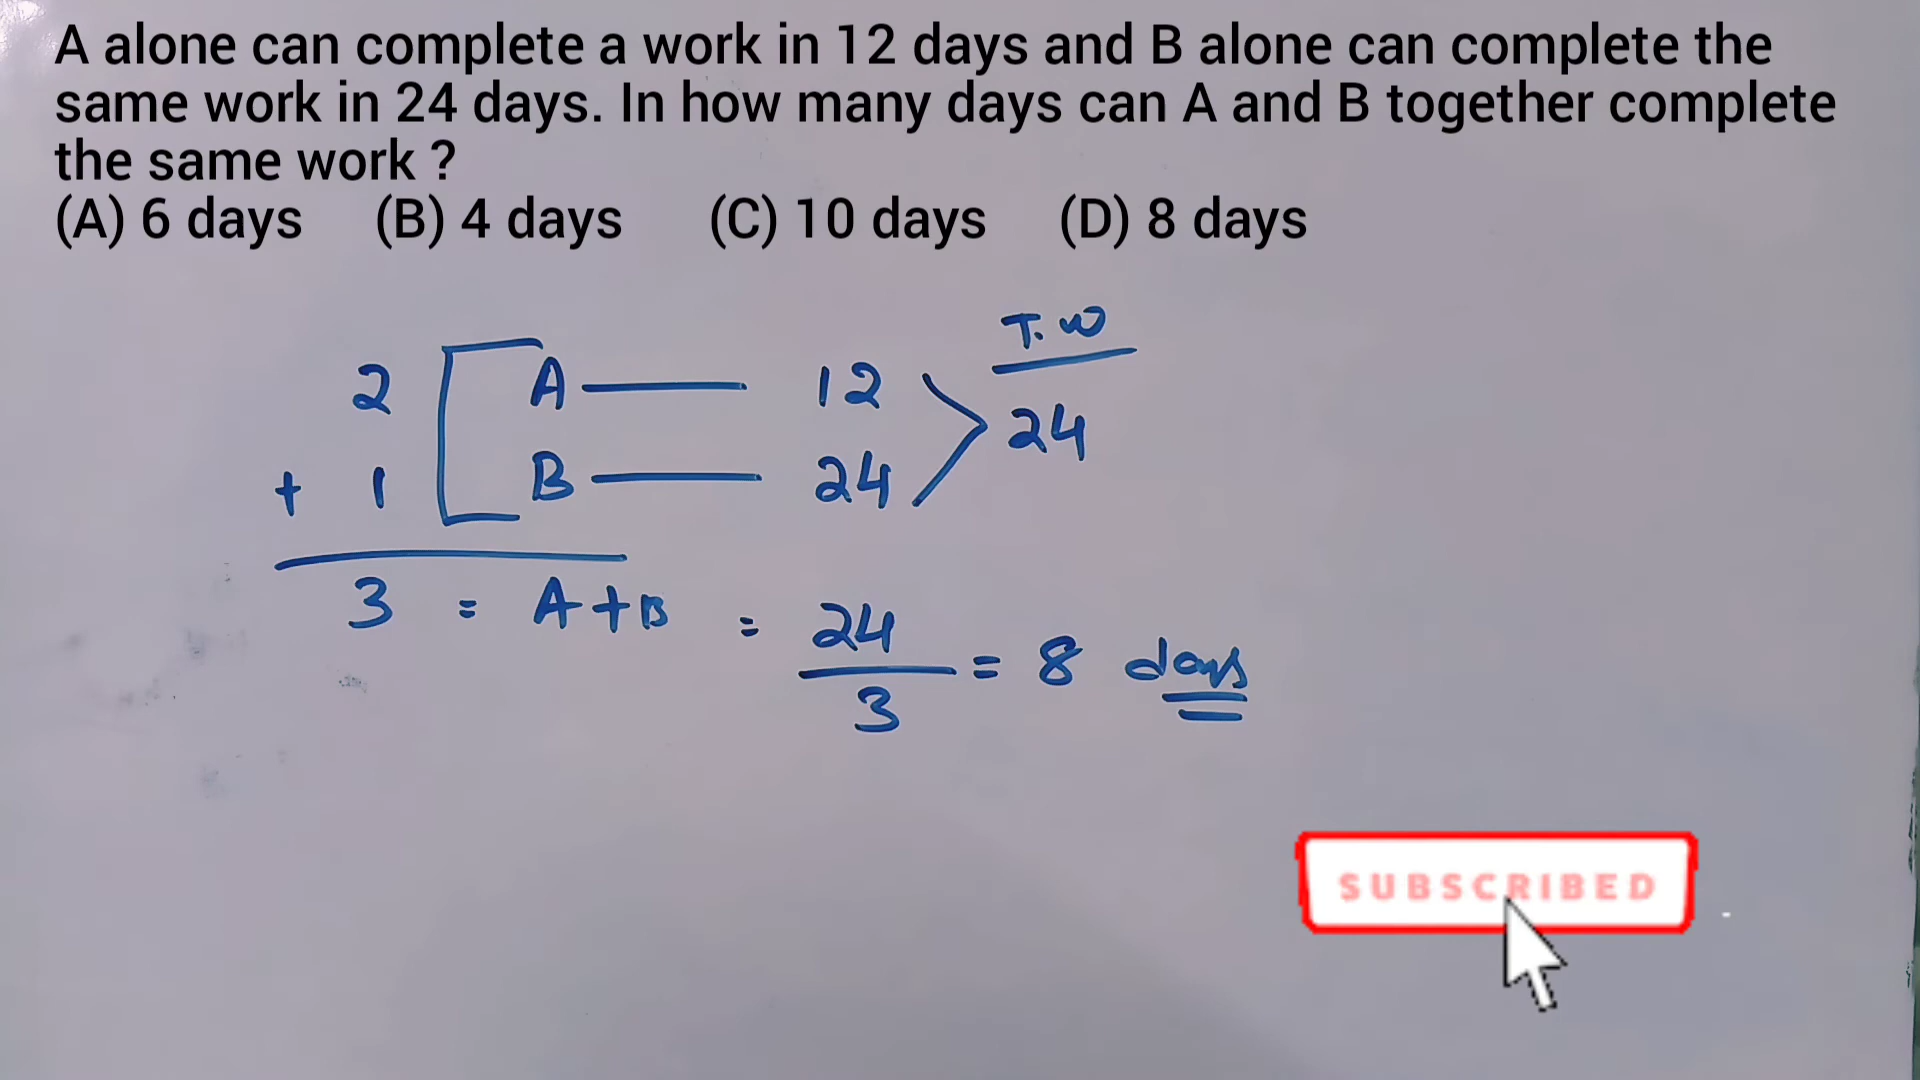 A alone can complete a work in 12 days and B alone can complete the
same work in 24 days. In how many days can A and B together complete
the same work ?
(A) 6 days (B) 4 days (C) 10 days (D) 8 days
T.W
2 A 12 24
+ 1 B 24
3 = A+B = 24/3 = 8 days
SUBSCRIBED